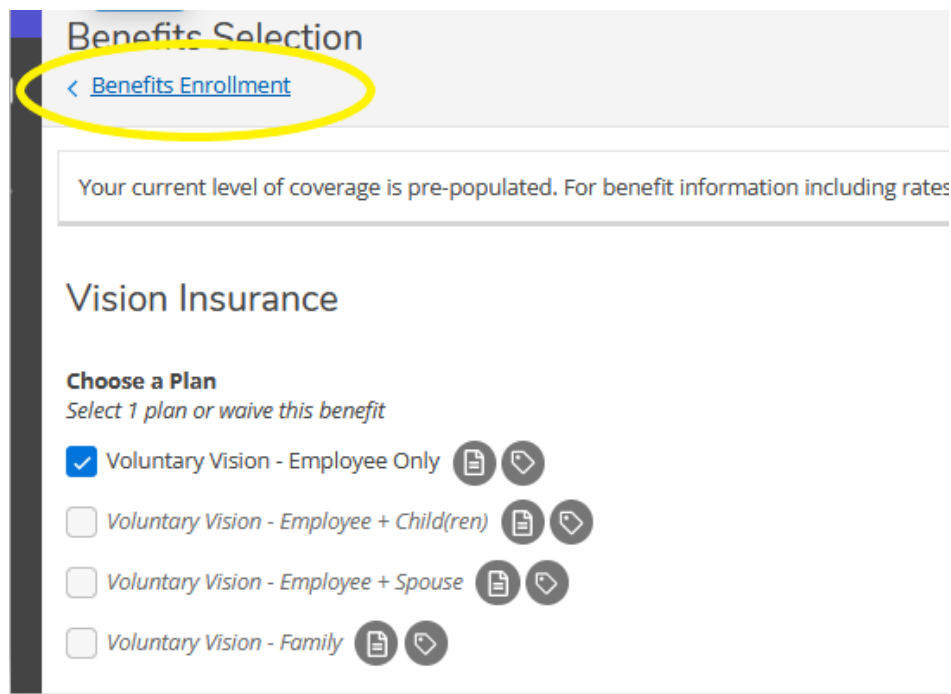 Benefits Selection
Benefits Enrollment
Your current level of coverage is pre-populated. For benefit information including rates
Vision Insurance
Choose a Plan
Select 1 plan or waive this benefit
Voluntary Vision - Employee Only
Voluntary Vision - Employee + Child(ren)
Voluntary Vision - Employee + Spouse
Voluntary Vision - Family